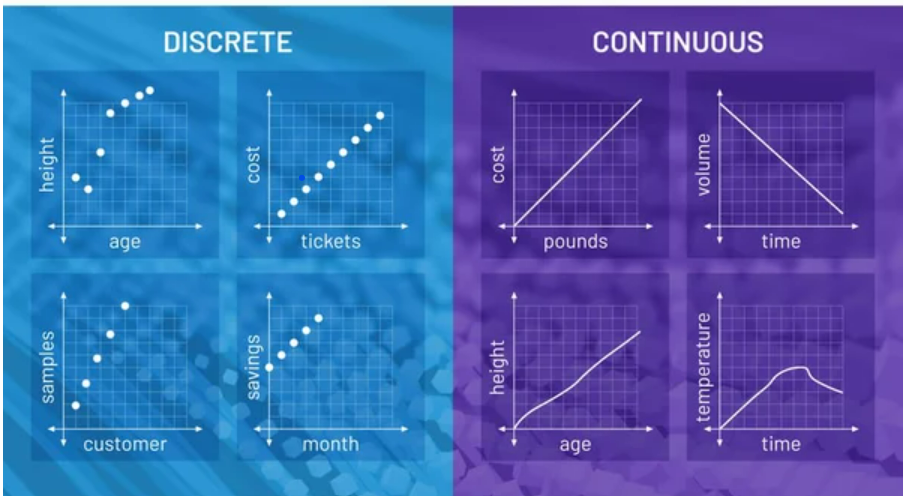 DISCRETE
height
age
cost
tickets
samples
customer
savings
month
CONTINUOUS
cost
pounds
volume
time
height
age
temperature
time